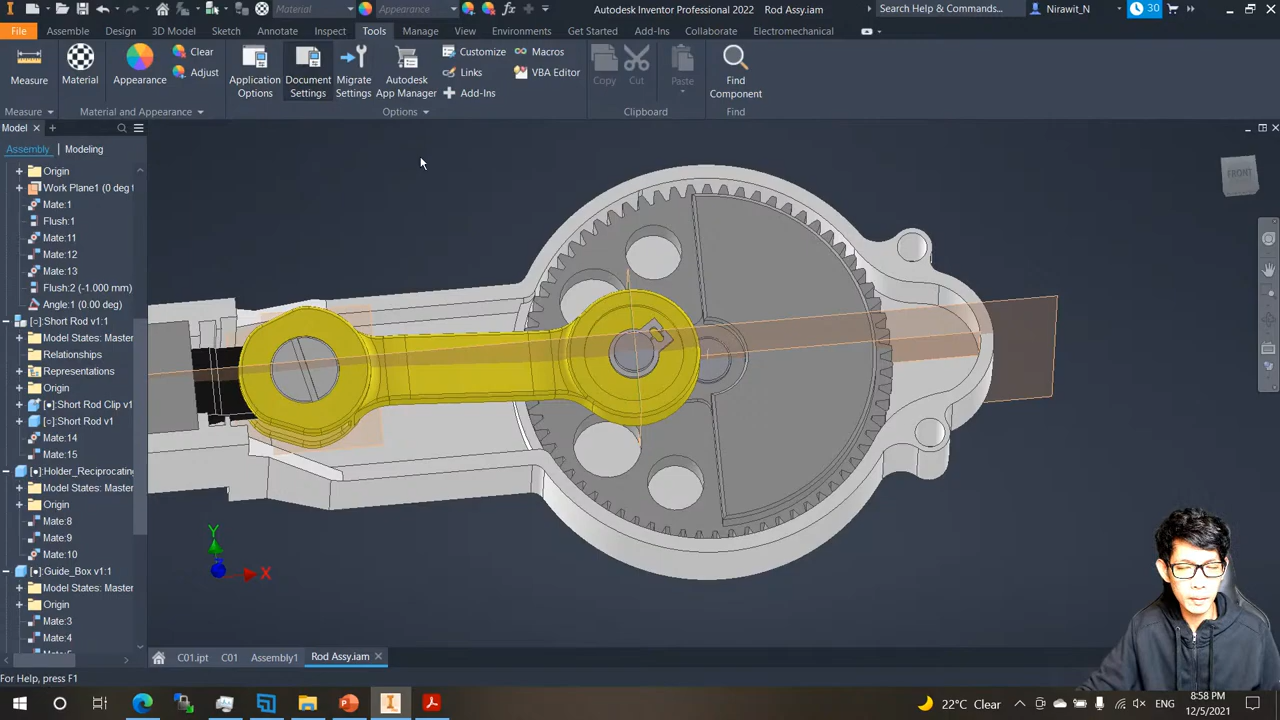 Material
Appearance
Autodesk Inventor Professional 2022
Rod Assy.iam
Search Help & Commands...
Nirawit_N
30
File
Assemble
Design
3D Model
Sketch
Annotate
Inspect
Tools
Manage
View
Environments
Get Started
Add-Ins
Collaborate
Electromechanical
Measure
Material
Appearance
Clear
Adjust
Application Options
Document Settings
Migrate Settings
Autodesk App Manager
Customize
Links
Add-Ins
Macros
VBA Editor
Copy
Cut
Paste
Find Component
Measure
Material and Appearance
Options
Clipboard
Find
Model
Assembly
Modeling
Origin
Work Plane1 (0 deg t
Mate:1
Flush:1
Mate:11
Mate:12
Mate:13
Flush:2 (-1.000 mm)
Angle:1 (0.00 deg)
Short Rod v1:1
Model States: Master
Relationships
Representations
Origin
Short Rod Clip v1
Short Rod v1
Mate:14
Mate:15
Holder_Reciprocating
Model States: Master
Origin
Mate:8
Mate:9
Mate:10
Guide_Box v1:1
Model States: Master
Origin
Mate:3
Mate:4
FRONT
Y
X
C01.ipt
C01
Assembly1
Rod Assy.iam
For Help, press F1
22°C Clear
8:58 PM
12/5/2021